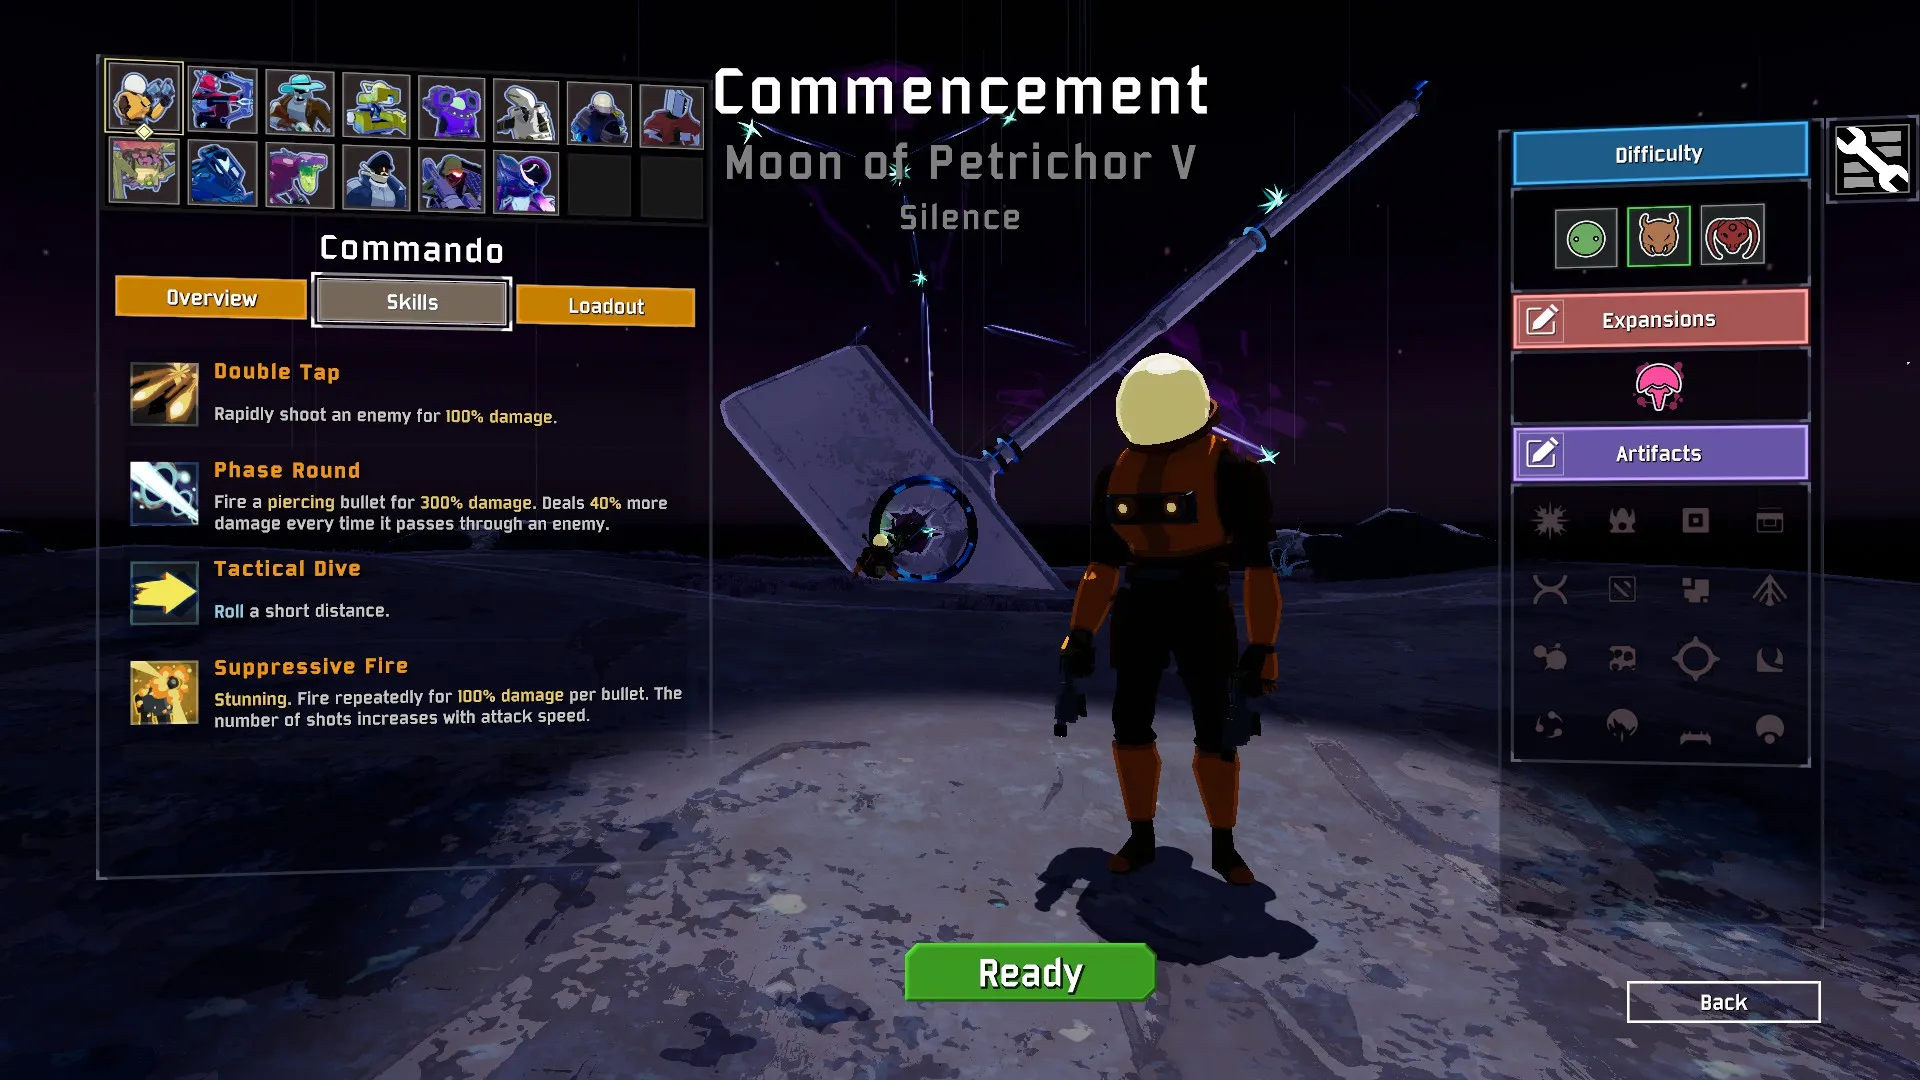 Commencement
Moon of Petrichor V
Silence
Commando
Overview
Skills
Loadout
Double Tap
Rapidly shoot an enemy for 100% damage.
Phase Round
Fire a piercing bullet for 300% damage. Deals 40% more
damage every time it passes through an enemy.
Tactical Dive
Roll a short distance.
Suppressive Fire
Stunning. Fire repeatedly for 100% damage per bullet. The
number of shots increases with attack speed.
Difficulty
Expansions
Artifacts
Ready
Back